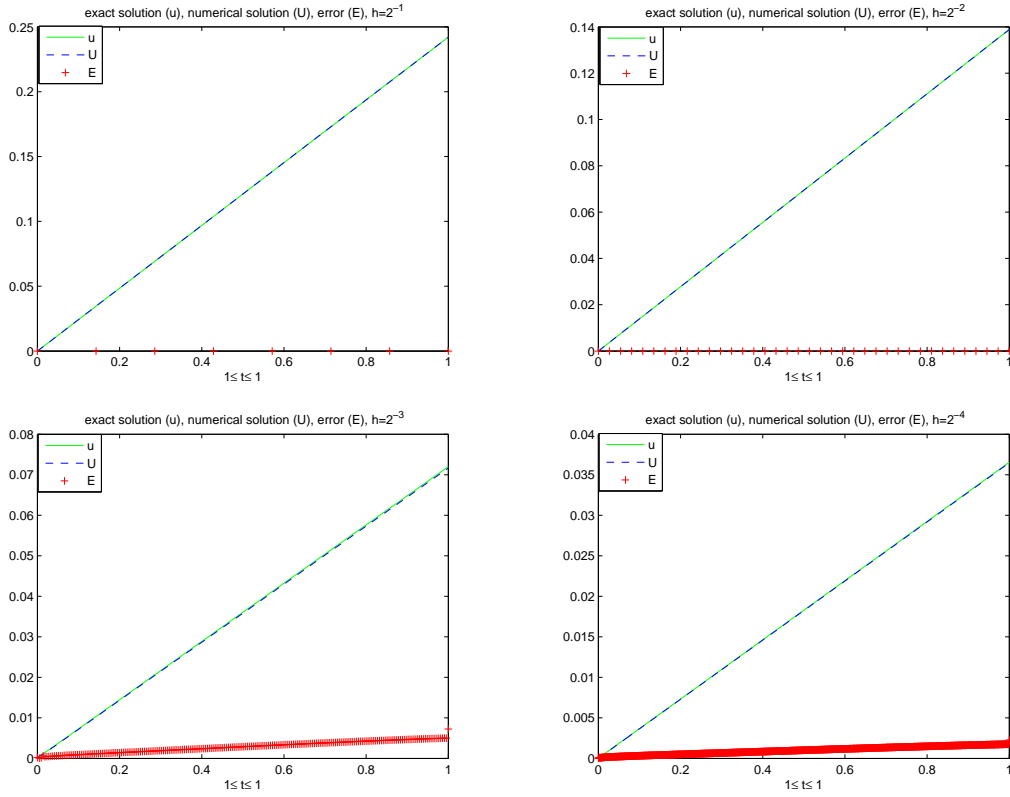 exact solution (u), numerical solution (U), error (E), h=2⁻¹
0.25
0.2
0.15
0.1
0.05
0
u
U
E
0 0.2 0.4 0.6 0.8 1
1≤ t≤ 1
exact solution (u), numerical solution (U), error (E), h=2⁻²
0.14
0.12
0.1
0.08
0.06
0.04
0.02
0
u
U
E
0 0.2 0.4 0.6 0.8 1
1≤ t≤ 1
exact solution (u), numerical solution (U), error (E), h=2⁻³
0.08
0.07
0.06
0.05
0.04
0.03
0.02
0.01
0
u
U
E
0 0.2 0.4 0.6 0.8 1
1≤ t≤ 1
exact solution (u), numerical solution (U), error (E), h=2⁻⁴
0.04
0.035
0.03
0.025
0.02
0.015
0.01
0.005
0
u
U
E
0 0.2 0.4 0.6 0.8 1
1≤ t≤ 1